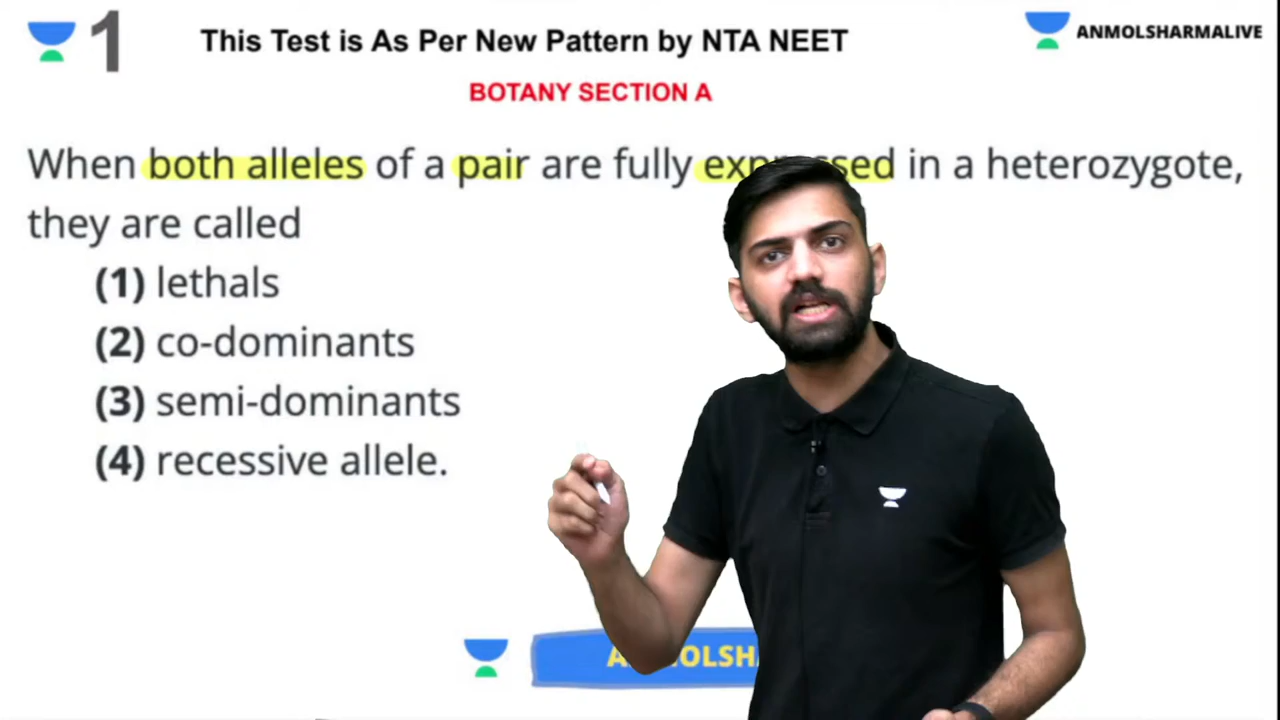 1
This Test is As Per New Pattern by NTA NEET
ANMOLSHARMALIVE
BOTANY SECTION A
When both alleles of a pair are fully expressed in a heterozygote,
they are called
(1) lethals
(2) co-dominants
(3) semi-dominants
(4) recessive allele.